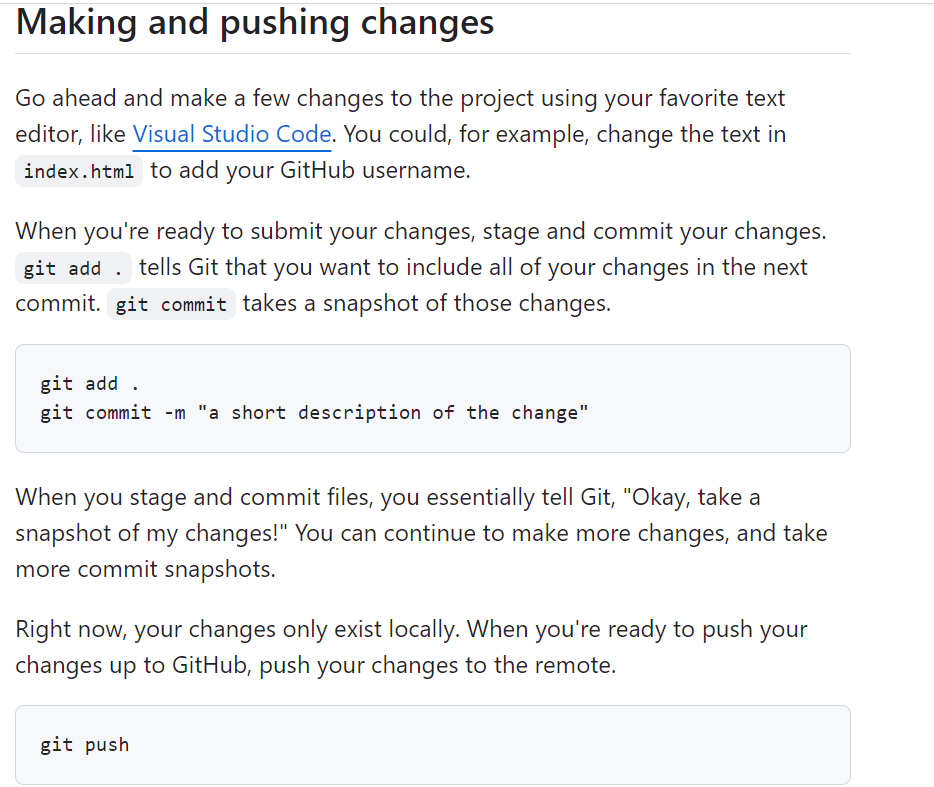 Making and pushing changes
Go ahead and make a few changes to the project using your favorite text
editor, like Visual Studio Code. You could, for example, change the text in
index.html to add your GitHub username.
When you're ready to submit your changes, stage and commit your changes.
git add . tells Git that you want to include all of your changes in the next
commit. git commit takes a snapshot of those changes.
git add .
git commit -m "a short description of the change"
When you stage and commit files, you essentially tell Git, "Okay, take a
snapshot of my changes!" You can continue to make more changes, and take
more commit snapshots.
Right now, your changes only exist locally. When you're ready to push your
changes up to GitHub, push your changes to the remote.
git push